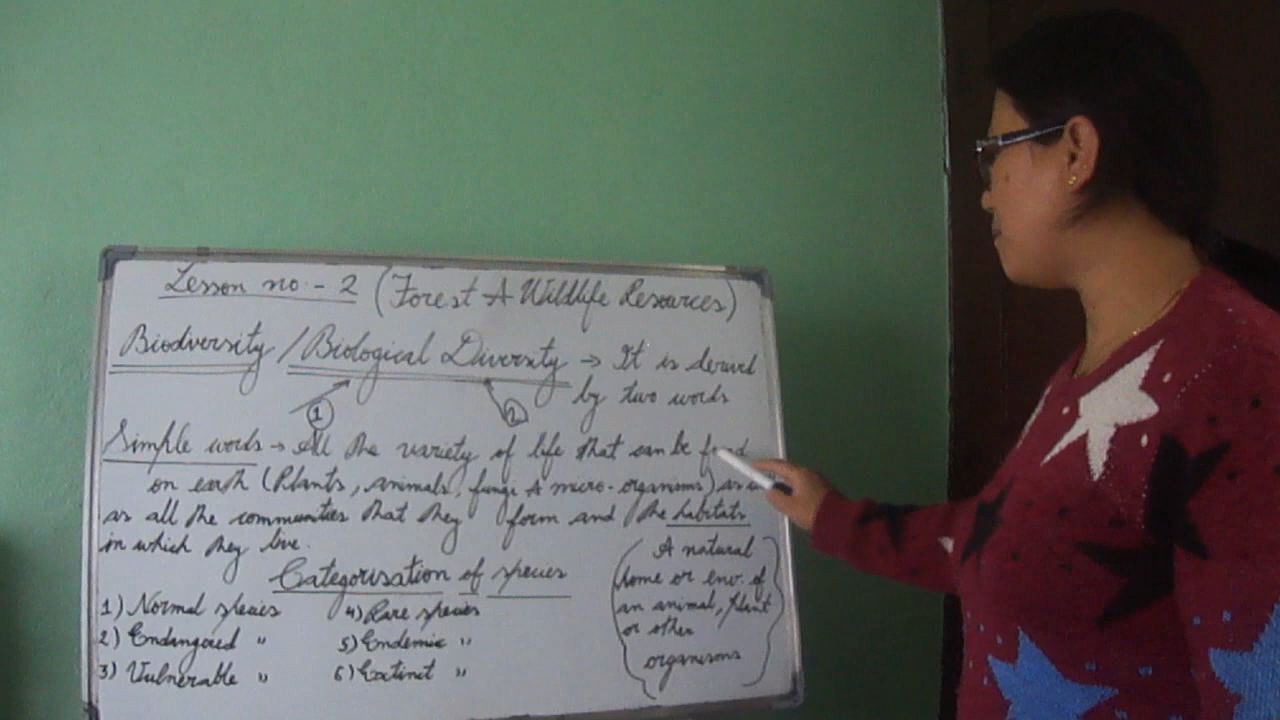 Lesson no - 2 (Forest & Wildlife Resources)
Biodversity / Biological Diversity → It is derived
by two words
1 2
Simple words → All the variety of life that can be found
on earth (Plants, animals, fungi & micro-organisms) as
as all the communities that they form and the habitats
in which they live.
Categorisation of species
1) Normal species
2) Endangered "
3) Vulnerable "
4) Rare species
5) Endemic "
6) Extinct "
A natural
home or env. of
an animal, plant
or other
organisms